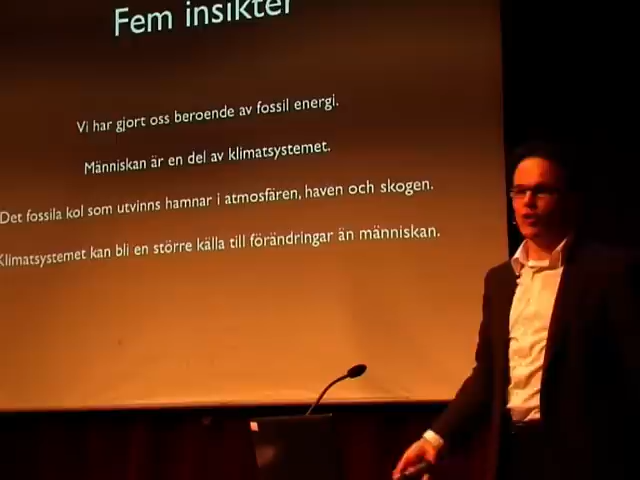 Fem insikter
Vi har gjort oss beroende av fossil energi.
Människan är en del av klimatsystemet.
Det fossila kol som utvinns hamnar i atmosfären, haven och skogen.
Klimatsystemet kan bli en större källa till förändringar än människan.